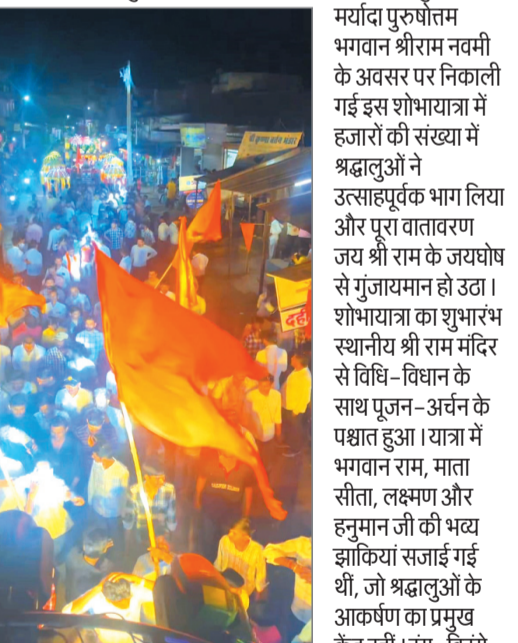 मर्यादा पुरुषोत्तम
भगवान श्रीराम नवमी
के अवसर पर निकाली
गई इस शोभायात्रा में
हजारों की संख्या में
श्रद्धालुओं ने
उत्साहपूर्वक भाग लिया
और पूरा वातावरण
जय श्री राम के जयघोष
से गुंजायमान हो उठा।
शोभायात्रा का शुभारंभ
स्थानीय श्री राम मंदिर
से विधि-विधान के
साथ पूजन-अर्चन के
पश्चात हुआ। यात्रा में
भगवान राम, माता
सीता, लक्ष्मण और
हनुमान जी की भव्य
झाकियां सजाई गई
थीं, जो श्रद्धालुओं के
आकर्षण का प्रमुख
दही